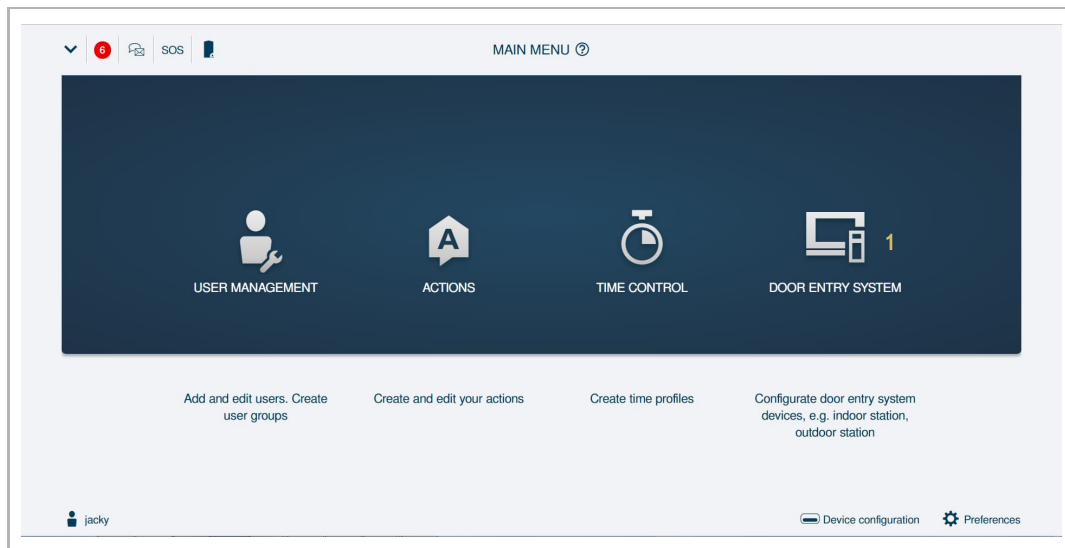 6 SOS MAIN MENU ?
A
1
USER MANAGEMENT ACTIONS TIME CONTROL DOOR ENTRY SYSTEM
Add and edit users. Create
user groups
Create and edit your actions
Create time profiles
Configurate door entry system
devices, e.g. indoor station,
outdoor station
jacky Device configuration Preferences